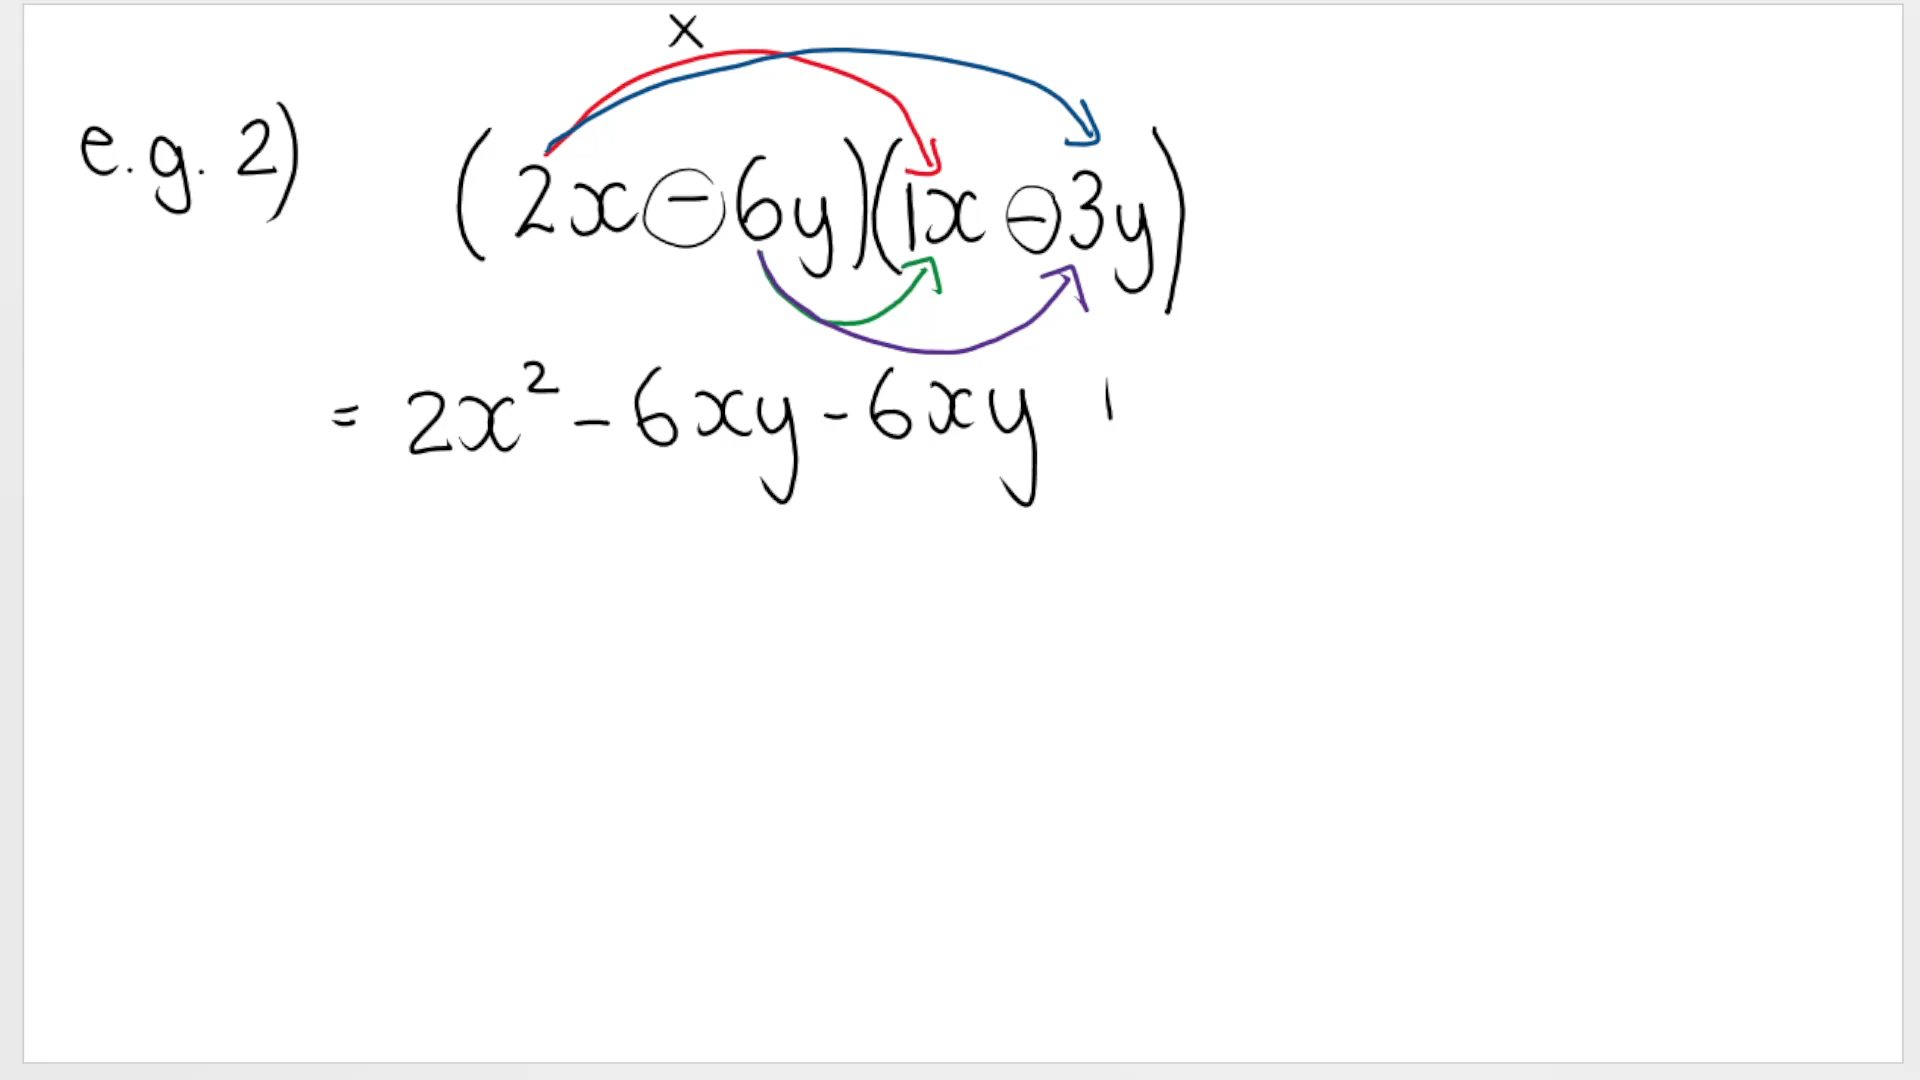 ×
e.g. 2) (2x - 6y)(1x - 3y)
= 2x² - 6xy - 6xy